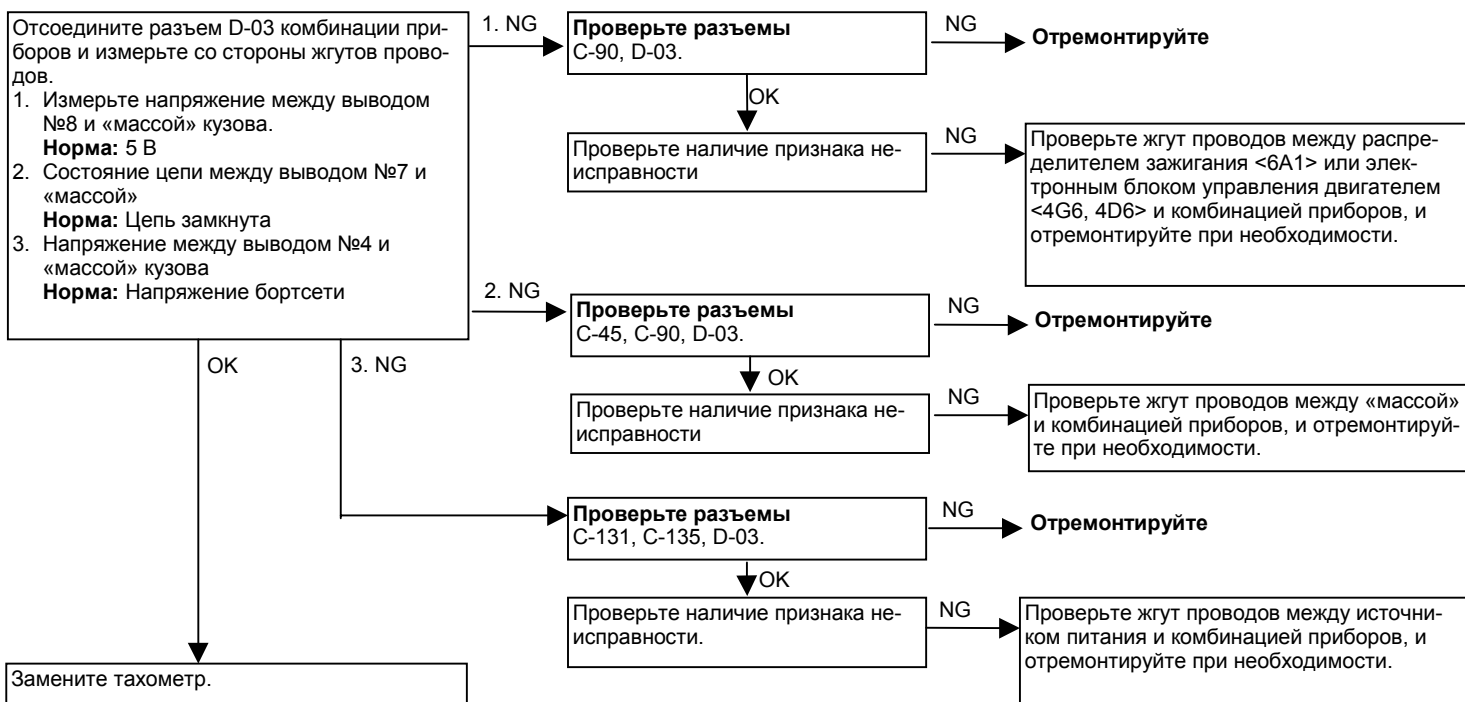 Отсоедините разъем D-03 комбинации при-
боров и измерьте со стороны жгутов прово-
дов.
1. Измерьте напряжение между выводом
№8 и «массой» кузова.
Норма: 5 В
2. Состояние цепи между выводом №7 и
«массой»
Норма: Цепь замкнута
3. Напряжение между выводом №4 и
«массой» кузова
Норма: Напряжение бортсети
1. NG
Проверьте разъемы
C-90, D-03.
NG
Отремонтируйте
OK
Проверьте наличие признака не-
исправности
NG
Проверьте жгут проводов между распре-
делителем зажигания <6A1> или элек-
тронным блоком управления двигателем
<4G6, 4D6> и комбинацией приборов, и
отремонтируйте при необходимости.
2. NG
Проверьте разъемы
C-45, C-90, D-03.
NG
Отремонтируйте
OK
Проверьте наличие признака не-
исправности
NG
Проверьте жгут проводов между «массой»
и комбинацией приборов, и отремонтируй-
те при необходимости.
OK
3. NG
Проверьте разъемы
C-131, C-135, D-03.
NG
Отремонтируйте
OK
Проверьте наличие признака не-
исправности.
NG
Проверьте жгут проводов между источни-
ком питания и комбинацией приборов, и
отремонтируйте при необходимости.
Замените тахометр.